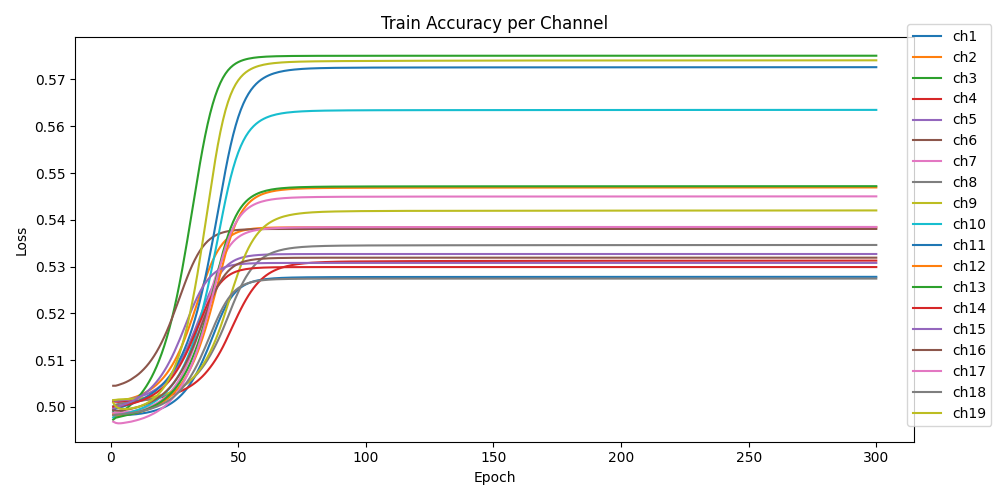 Train Accuracy per Channel
Loss
0.57
0.56
0.55
0.54
0.53
0.52
0.51
0.50
0
50
100
150
200
250
300
Epoch
ch1
ch2
ch3
ch4
ch5
ch6
ch7
ch8
ch9
ch10
ch11
ch12
ch13
ch14
ch15
ch16
ch17
ch18
ch19